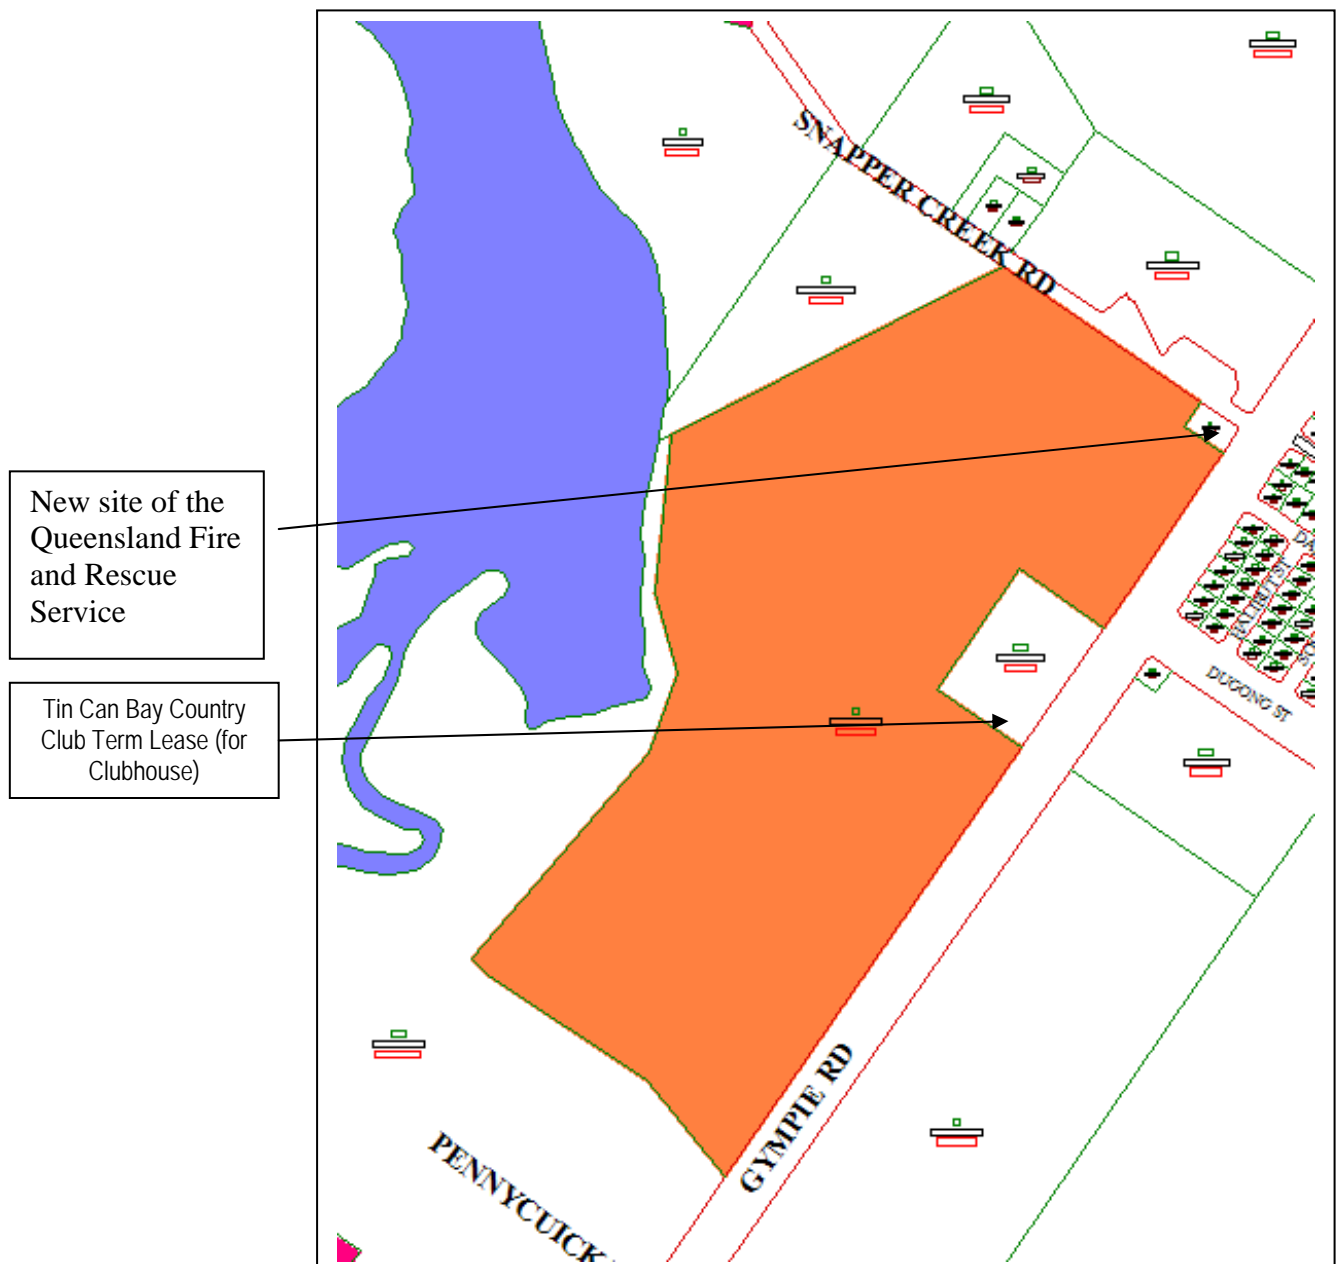 SNAPPER CREEK RD
New site of the
Queensland Fire
and Rescue
Service
Tin Can Bay Country
Club Term Lease (for
Clubhouse)
DUGONG ST
GYMPIE RD
PENNYCUICK